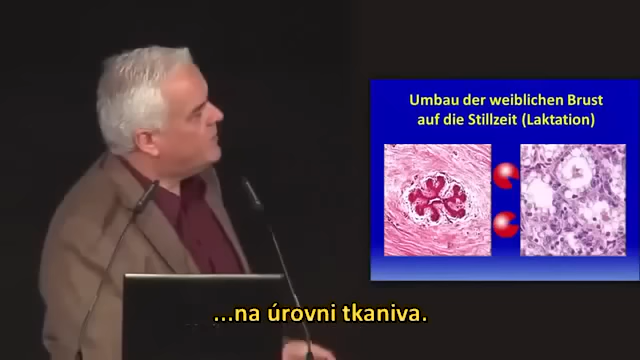 Umbau der weiblichen Brust
auf die Stillzeit (Laktation)
...na úrovni tkaniva.